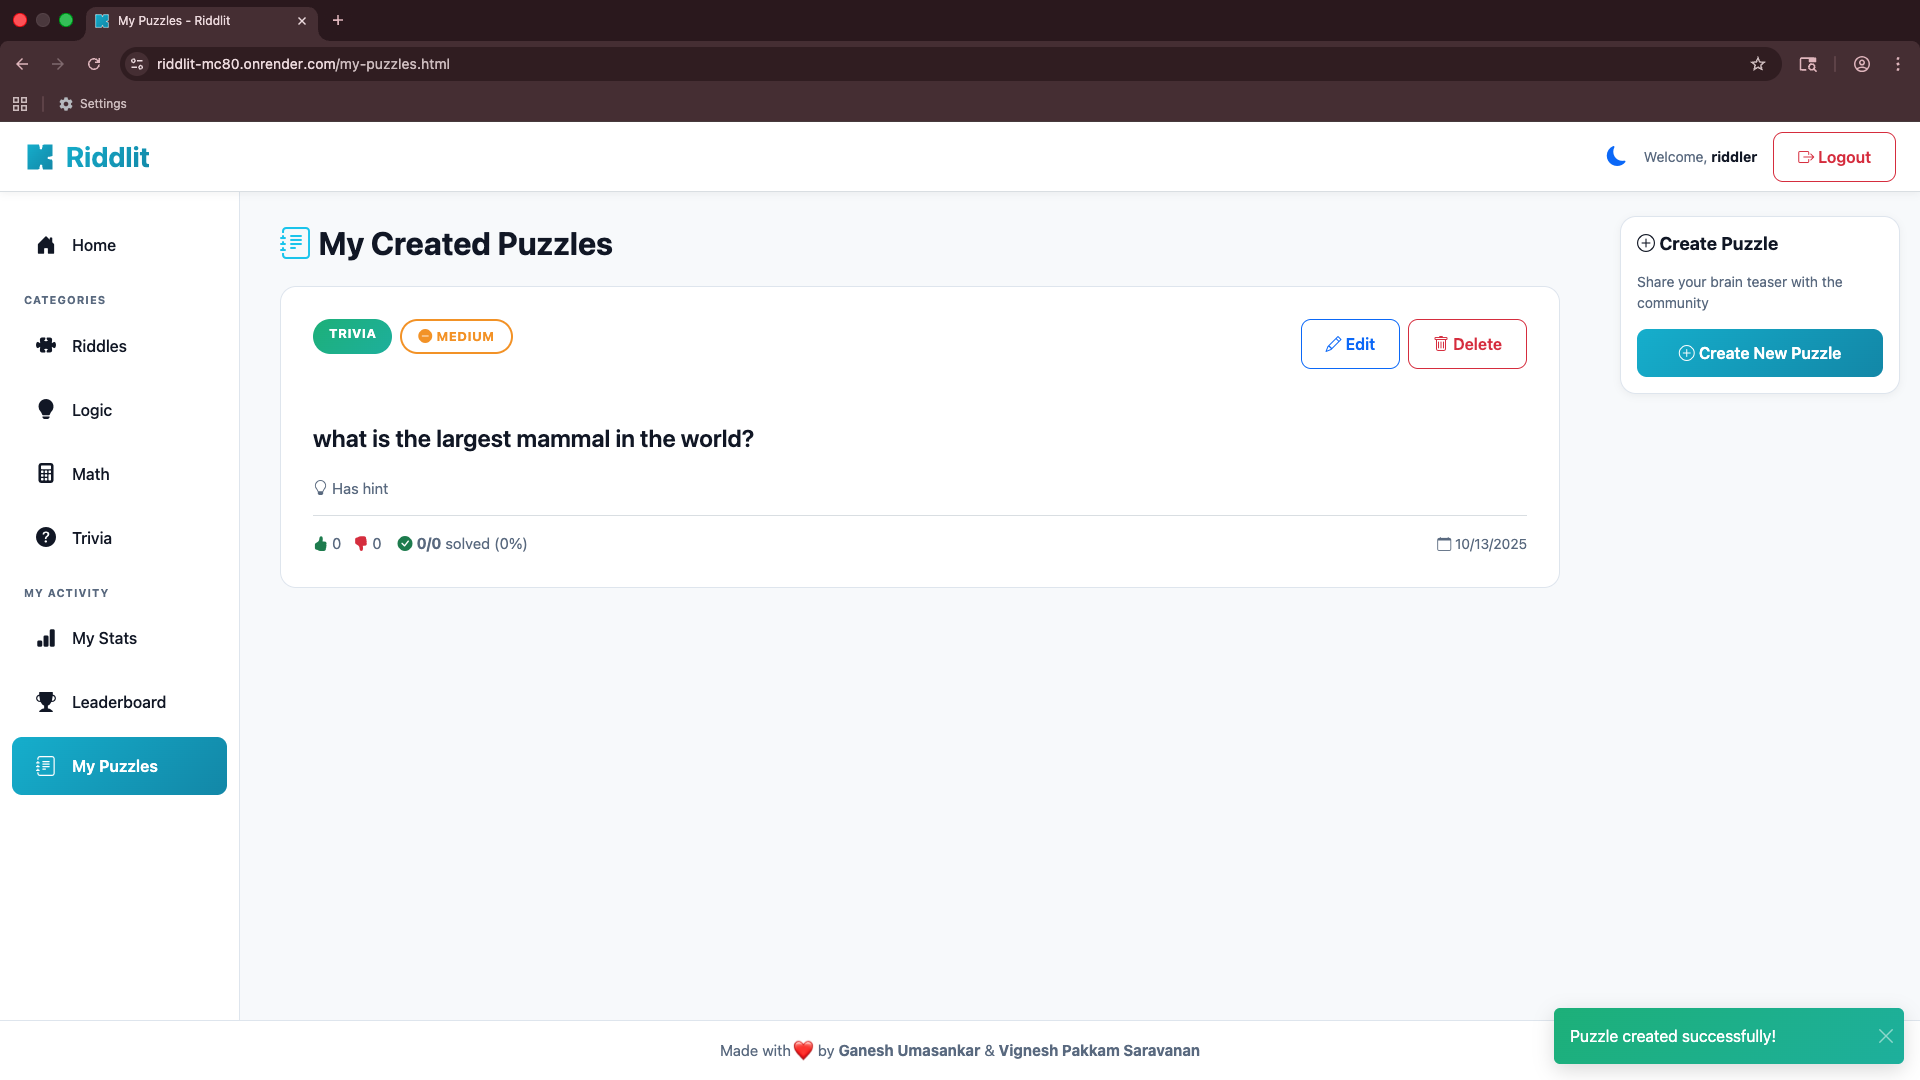 My Puzzles - Riddlit
riddlit-mc80.onrender.com/my-puzzles.html
Settings
Riddlit
Welcome, riddler
Logout
Home
CATEGORIES
Riddles
Logic
Math
Trivia
MY ACTIVITY
My Stats
Leaderboard
My Puzzles
My Created Puzzles
TRIVIA
MEDIUM
Edit
Delete
what is the largest mammal in the world?
Has hint
0 0 0/0 solved (0%)
10/13/2025
Create Puzzle
Share your brain teaser with the
community
Create New Puzzle
Made with ❤️ by Ganesh Umasankar & Vignesh Pakkam Saravanan
Puzzle created successfully!